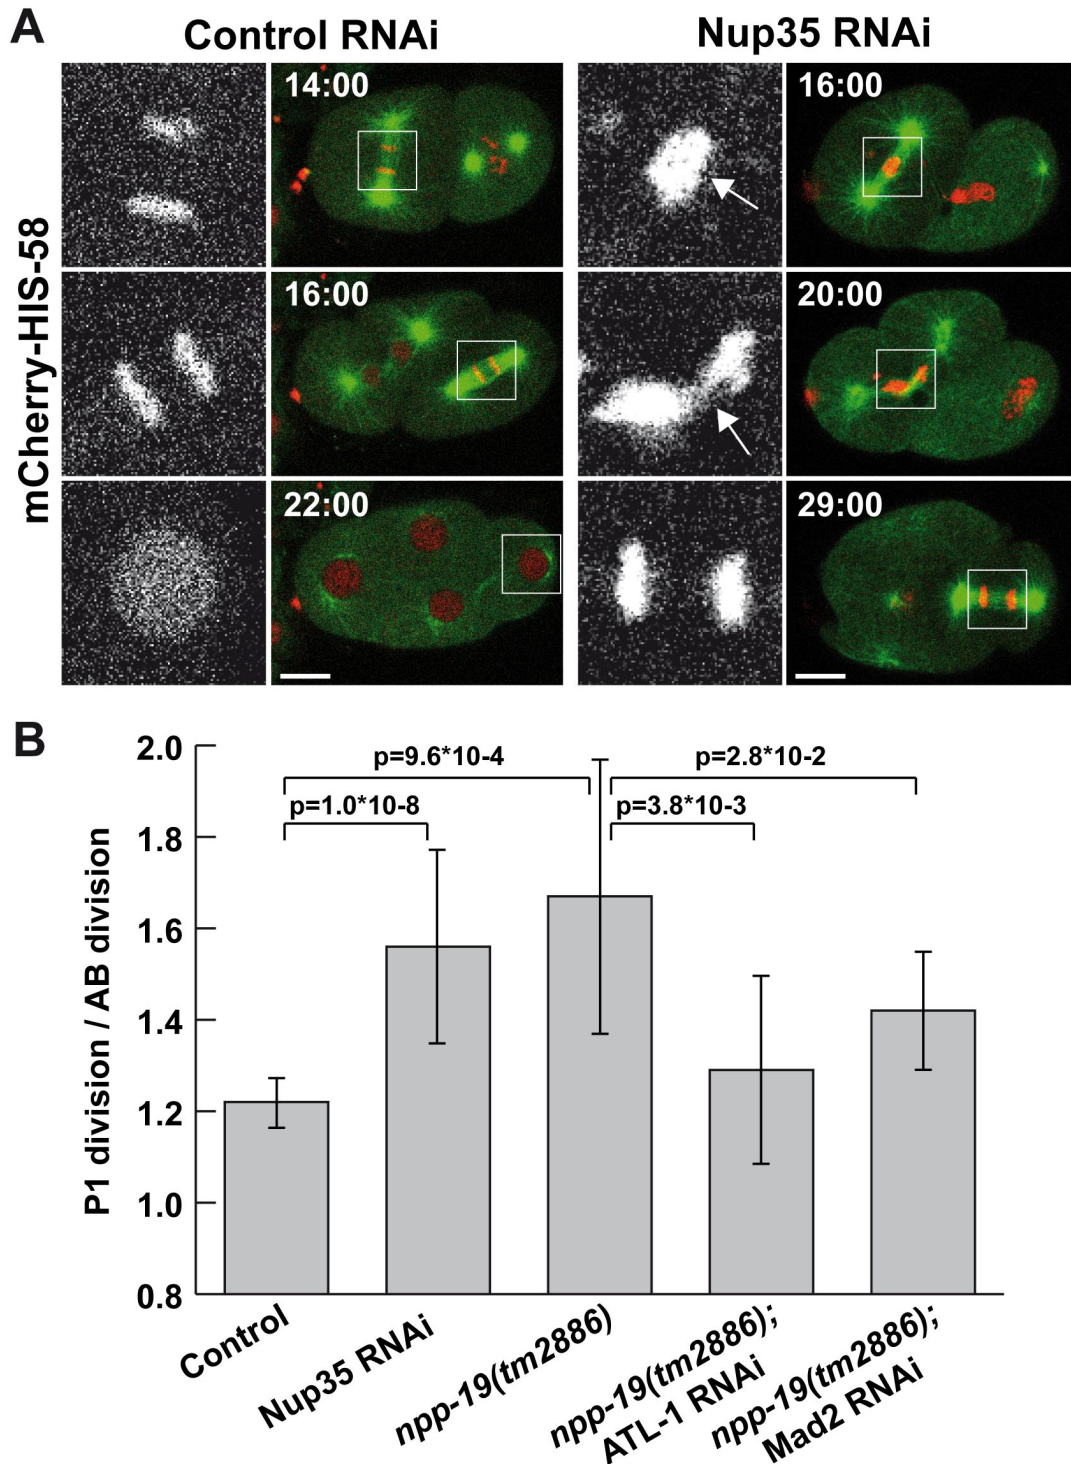 A
Control RNAi
Nup35 RNAi
mCherry-HIS-58
14:00
16:00
16:00
20:00
22:00
29:00
B
P1 division / AB division
2.0
1.8
1.6
1.4
1.2
1.0
0.8
p=9.6*10-4
p=2.8*10-2
p=1.0*10-8
p=3.8*10-3
Control
Nup35 RNAi
npp-19(tm2886)
npp-19(tm2886);
ATL-1 RNAi
npp-19(tm2886);
Mad2 RNAi